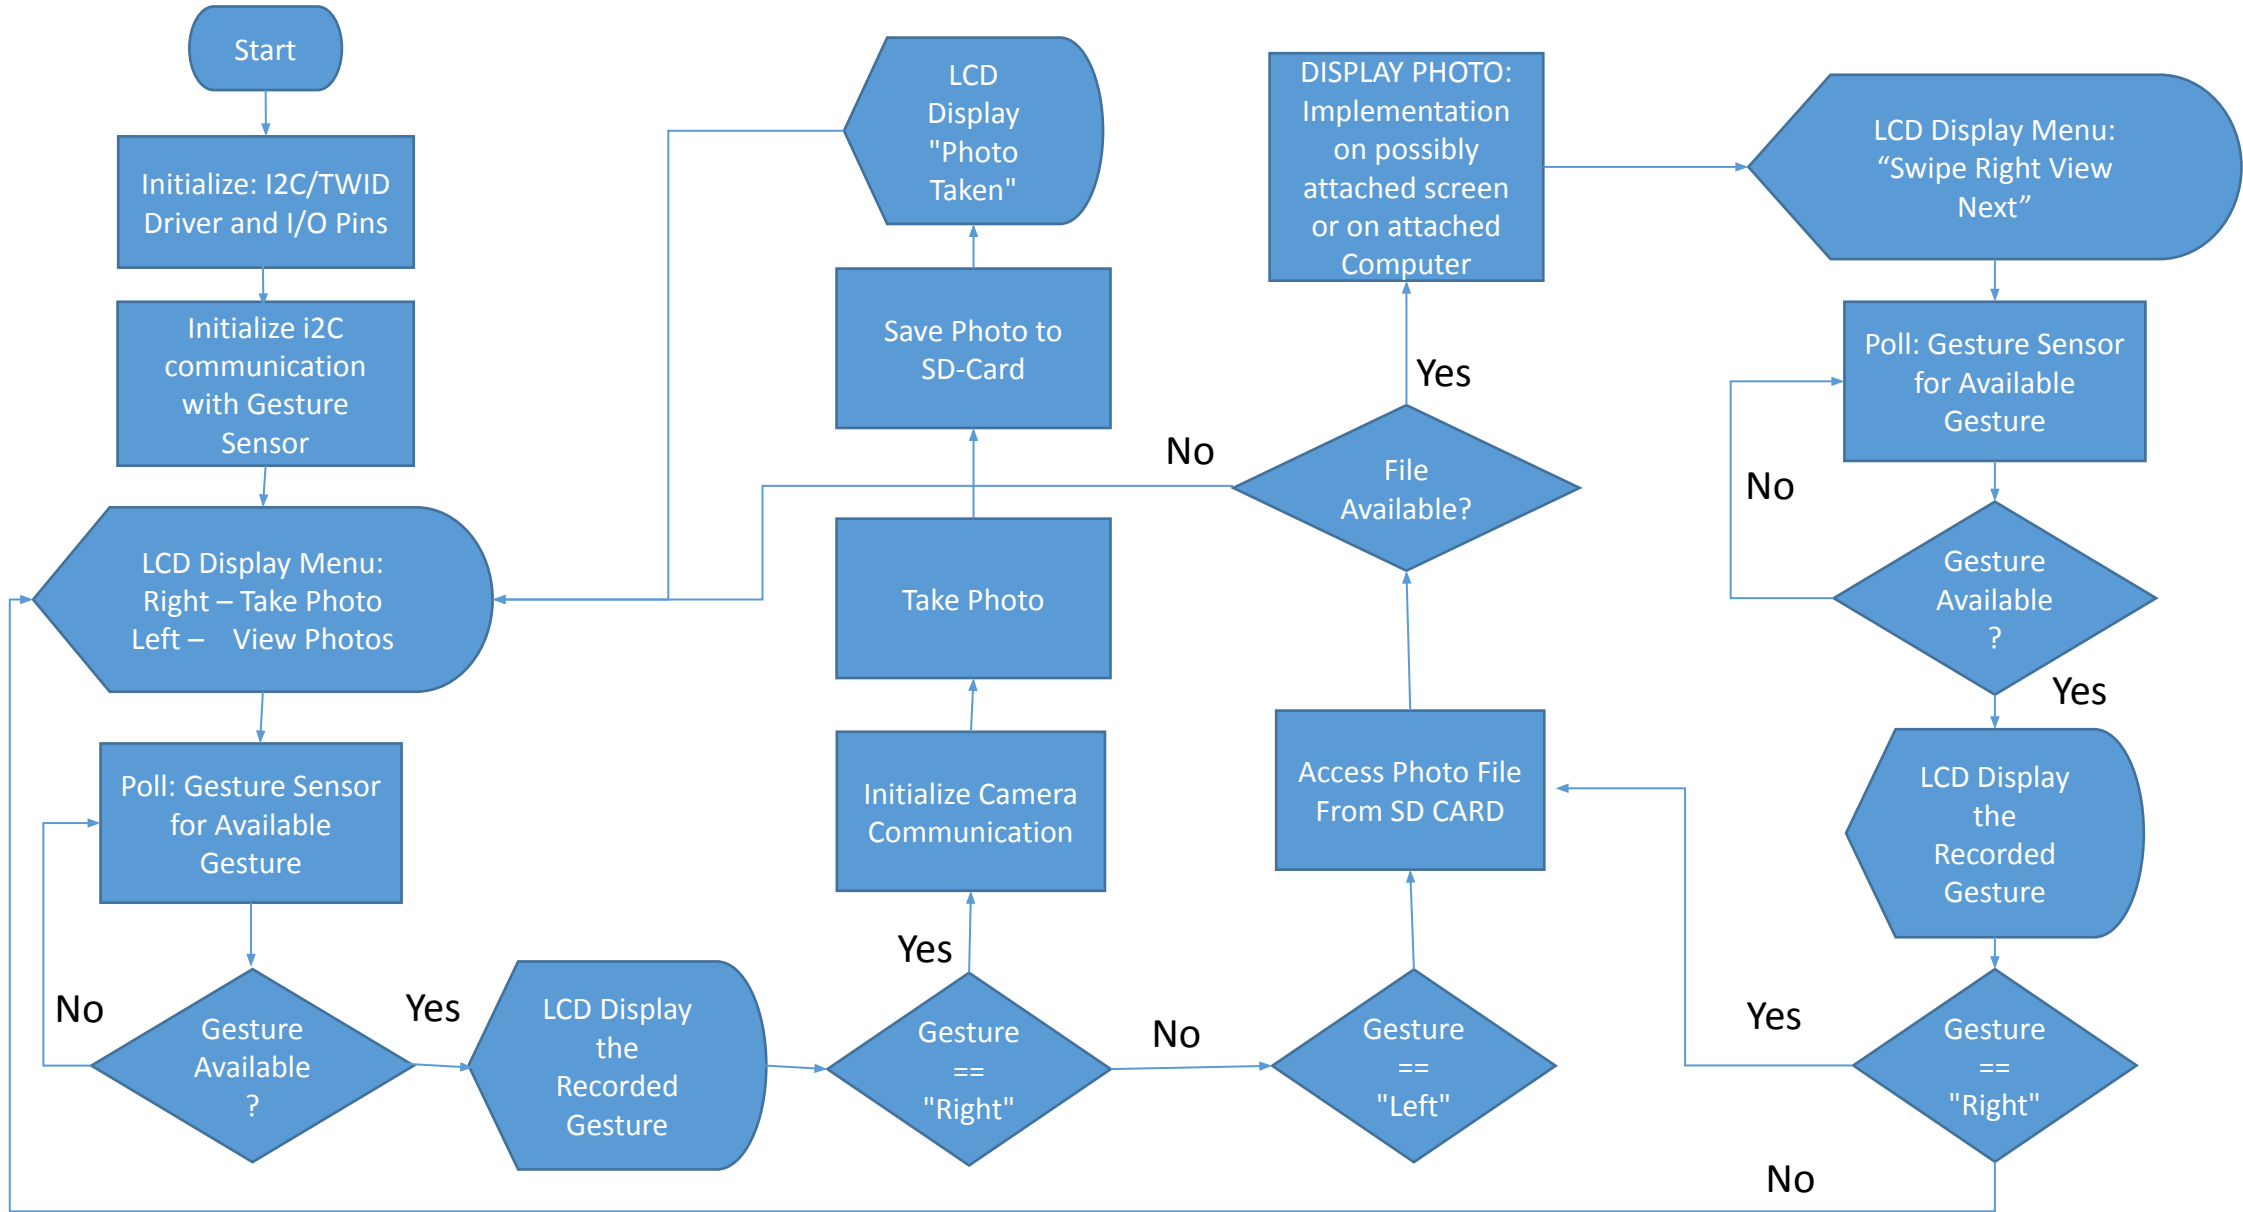 Start
Initialize: I2C/TWID
Driver and I/O Pins
Initialize i2C
communication
with Gesture
Sensor
LCD Display Menu:
Right – Take Photo
Left –    View Photos
Poll: Gesture Sensor
for Available
Gesture
No
Gesture
Available
?
Yes
LCD Display
the
Recorded
Gesture
Gesture
==
"Right"
Yes
Initialize Camera
Communication
Take Photo
Save Photo to
SD-Card
LCD
Display
"Photo
Taken"
No
Gesture
==
"Left"
Access Photo File
From SD CARD
File
Available?
No
Yes
DISPLAY PHOTO:
Implementation
on possibly
attached screen
or on attached
Computer
LCD Display Menu:
“Swipe Right View
Next”
Poll: Gesture Sensor
for Available
Gesture
No
Gesture
Available
?
Yes
LCD Display
the
Recorded
Gesture
Yes
Gesture
==
"Right"
No